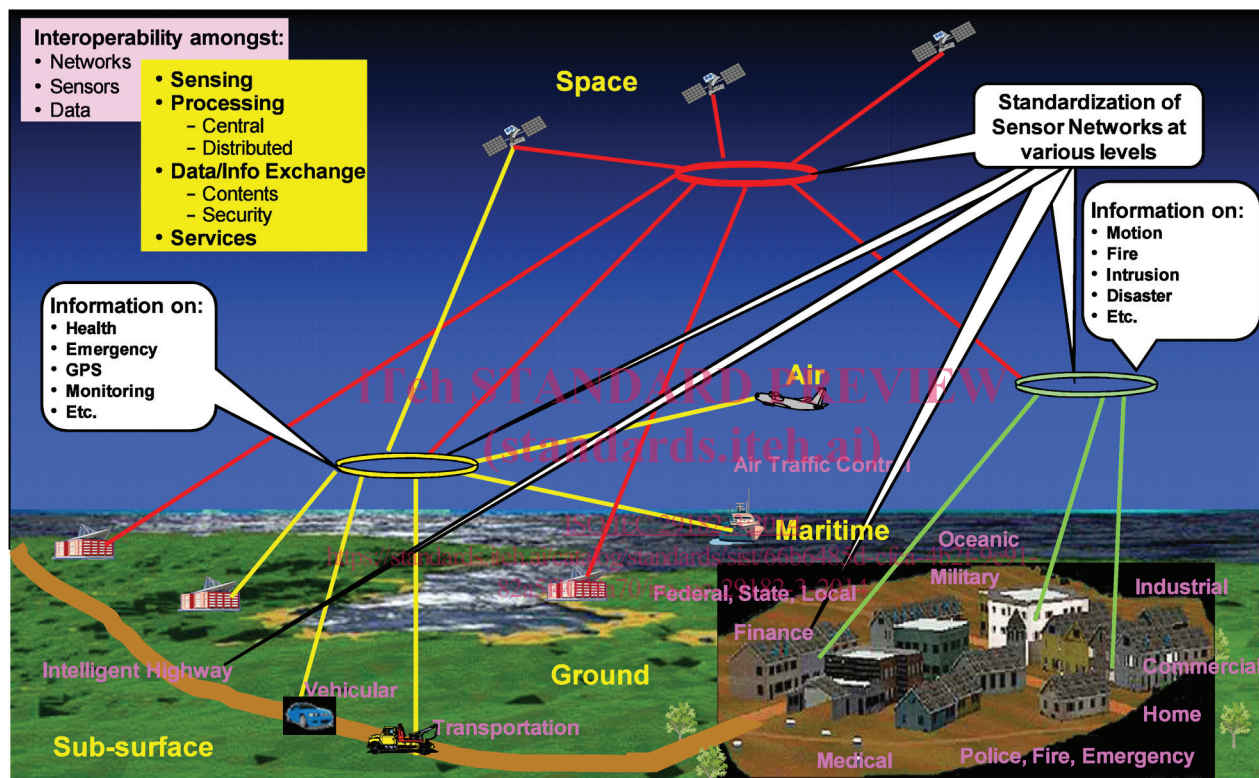 Interoperability amongst:
• Networks
• Sensors
• Data
• Sensing
• Processing
– Central
– Distributed
• Data/Info Exchange
– Contents
– Security
• Services
Space
Standardization of
Sensor Networks at
various levels
Information on:
• Motion
• Fire
• Intrusion
• Disaster
• Etc.
Information on:
• Health
• Emergency
• GPS
• Monitoring
• Etc.
Air
iTeh STANDARD PREVIEW
(standards.iteh.ai)
Air Traffic Control
Maritime
Oceanic
Military
Industrial
Federal, State, Local
Finance
Intelligent Highway
Ground
Commercial
Vehicular
Transportation
Home
Sub-surface
Medical
Police, Fire, Emergency